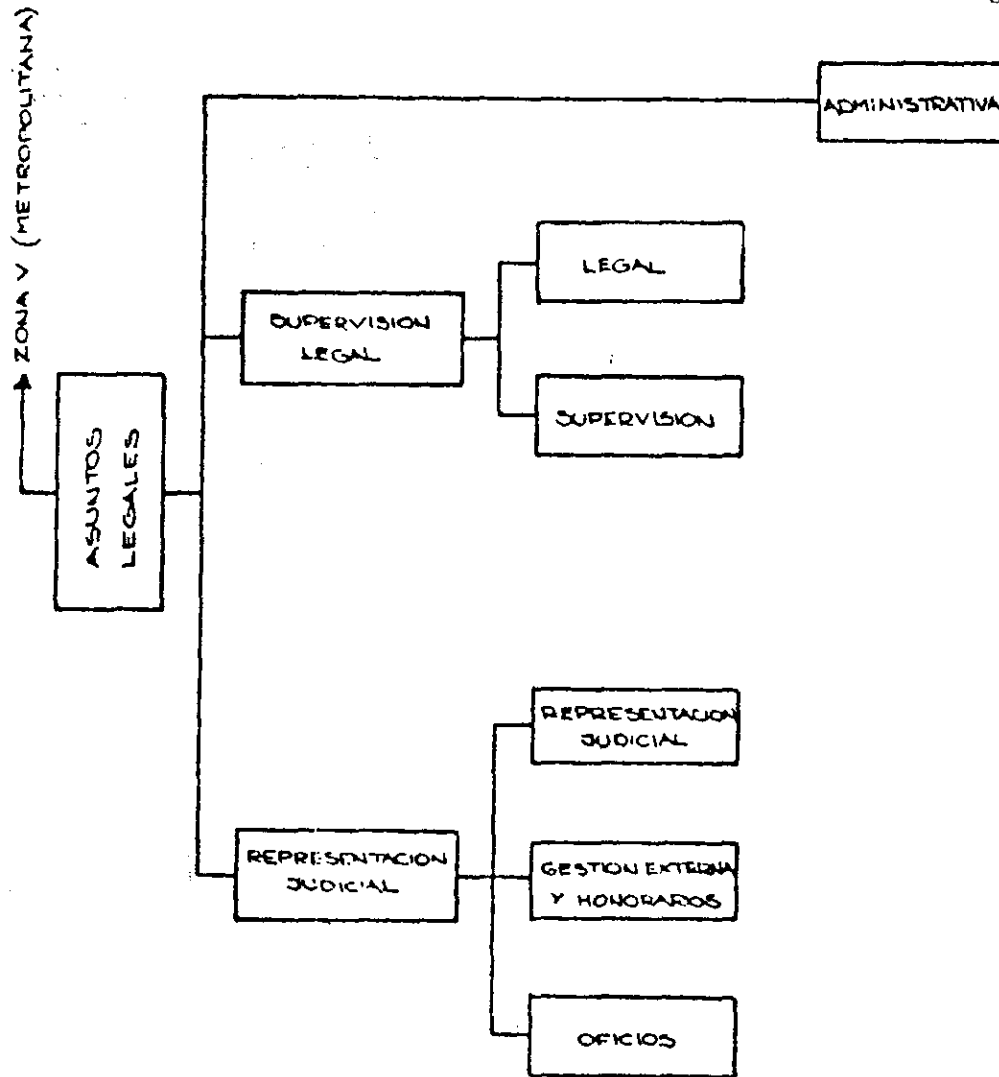 ZONA V (METROPOLITANA)
ASUNTOS
LEGALES
ADMINISTRATIVA
SUPERVISION
LEGAL
LEGAL
SUPERVISION
REPRESENTACION
JUDICIAL
REPRESENTACION
JUDICIAL
GESTION EXTERNA
Y HONORARIOS
OFICIOS